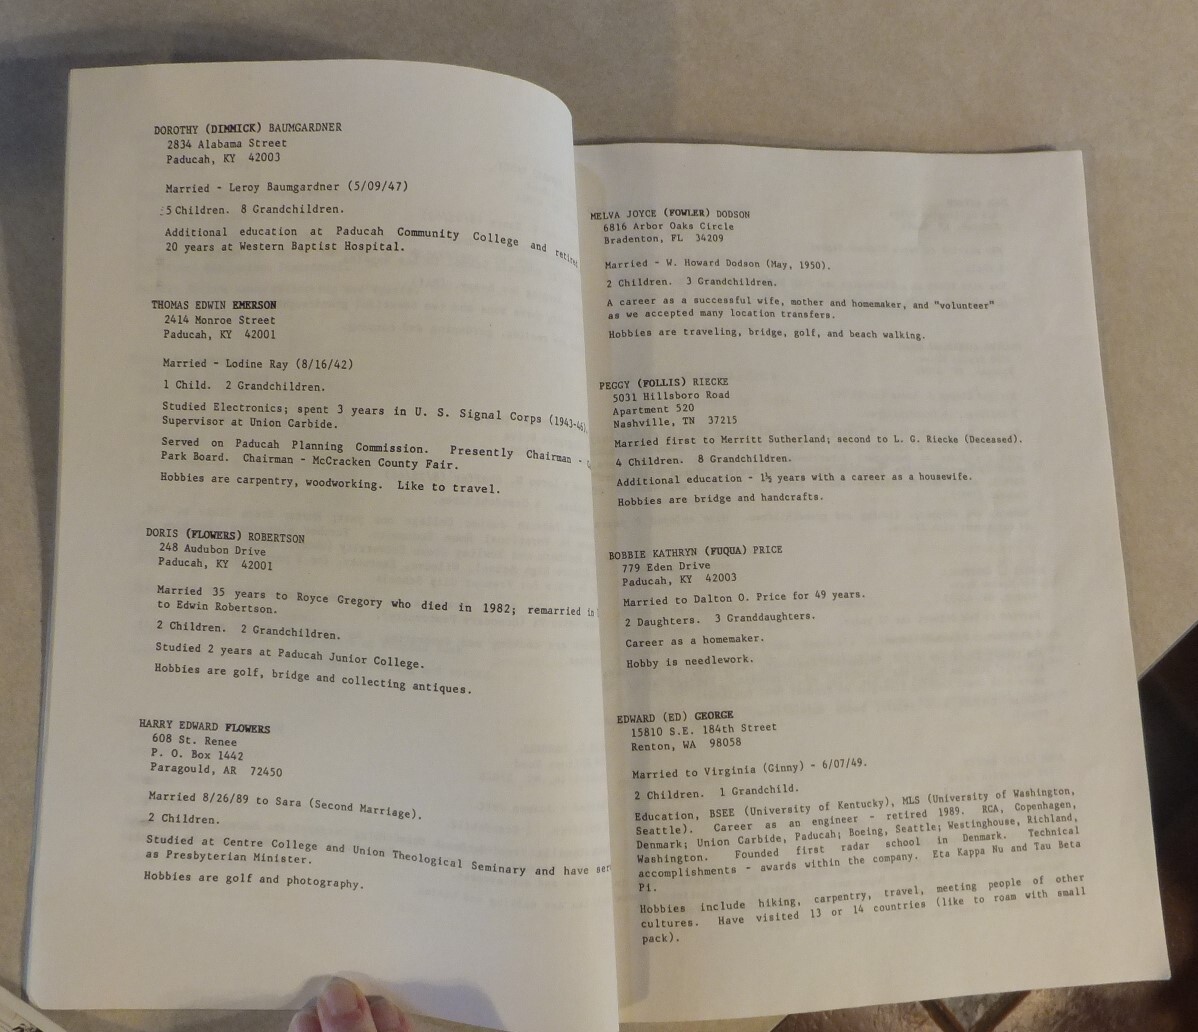 DOROTHY (DIMMICK) BAUMGARDNER
2834 Alabama Street
Paducah, KY 42003
Married - Leroy Baumgardner (5/09/47)
5 Children. 8 Grandchildren.
Additional education at Paducah Community College and retired
20 years at Western Baptist Hospital.
THOMAS EDWIN EMERSON
2414 Monroe Street
Paducah, KY 42001
Married - Lodine Ray (8/16/42)
1 Child. 2 Grandchildren.
Studied Electronics; spent 3 years in U. S. Signal Corps (1943-46).
Supervisor at Union Carbide.
Served on Paducah Planning Commission. Presently Chairman -
Park Board. Chairman - McCracken County Fair.
Hobbies are carpentry, woodworking. Like to travel.
DORIS (FLOWERS) ROBERTSON
248 Audubon Drive
Paducah, KY 42001
Married 35 years to Royce Gregory who died in 1982; remarried in
to Edwin Robertson.
2 Children. 2 Grandchildren.
Studied 2 years at Paducah Junior College.
Hobbies are golf, bridge and collecting antiques.
HARRY EDWARD FLOWERS
608 St. Renee
P. O. Box 1442
Paragould, AR 72450
Married 8/26/89 to Sara (Second Marriage).
2 Children.
Studied at Centre College and Union Theological Seminary and have
as Presbyterian Minister.
Hobbies are golf and photography.
MELVA JOYCE (FOWLER) DODSON
6816 Arbor Oaks Circle
Bradenton, FL 34209
Married - W. Howard Dodson (May, 1950).
2 Children. 3 Grandchildren.
A career as a successful wife, mother and homemaker, and "volunteer"
as we accepted many location transfers.
Hobbies are traveling, bridge, golf, and beach walking.
PEGGY (FOLLIS) RIECKE
5031 Hillsboro Road
Apartment 520
Nashville, TN 37215
Married first to Merritt Sutherland; second to L. G. Riecke (Deceased).
4 Children. 8 Grandchildren.
Additional education - 1½ years with a career as a housewife.
Hobbies are bridge and handcrafts.
BOBBIE KATHRYN (FUQUA) PRICE
779 Eden Drive
Paducah, KY 42003
Married to Dalton O. Price for 49 years.
2 Daughters. 3 Granddaughters.
Career as a homemaker.
Hobby is needlework.
EDWARD (ED) GEORGE
15810 S.E. 184th Street
Renton, WA 98058
Married to Virginia (Ginny) - 6/07/49.
2 Children. 1 Grandchild.
Education, BSEE (University of Kentucky), MLS (University of Washington,
Seattle). Career as an engineer - retired 1989. RCA, Copenhagen,
Denmark; Union Carbide, Paducah; Boeing, Seattle; Westinghouse, Richland,
Washington. Founded first radar school in Denmark. Technical
accomplishments - awards within the company. Eta Kappa Nu and Tau Beta
Pi.
Hobbies include hiking, carpentry, travel, meeting people of other
cultures. Have visited 13 or 14 countries (like to roam with small
pack).